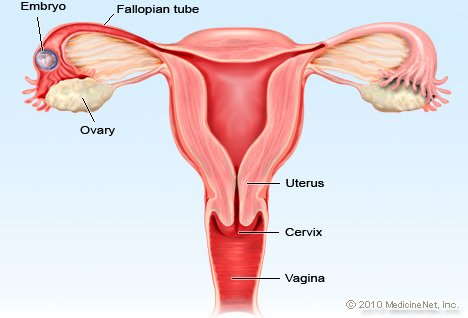 Embryo
Fallopian tube
Ovary
Uterus
Cervix
Vagina
© 2010 MedicineNet, Inc.